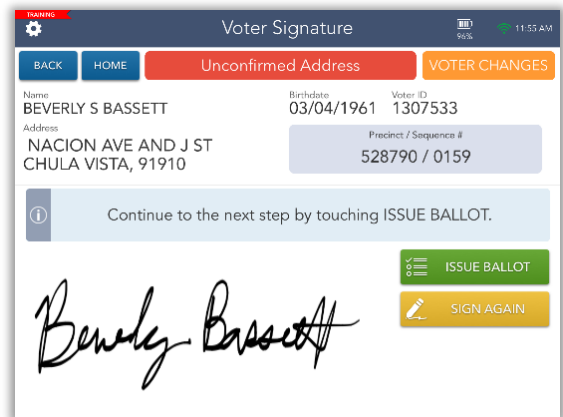 TRAINING
Voter Signature
96%
11:55 AM
BACK HOME Unconfirmed Address VOTER CHANGES
Name Birthdate Voter ID
BEVERLY S BASSETT 03/04/1961 1307533
Address Precinct / Sequence #
NACION AVE AND J ST 528790 / 0159
CHULA VISTA, 91910
Continue to the next step by touching ISSUE BALLOT.
ISSUE BALLOT
SIGN AGAIN
Beverly Bassett